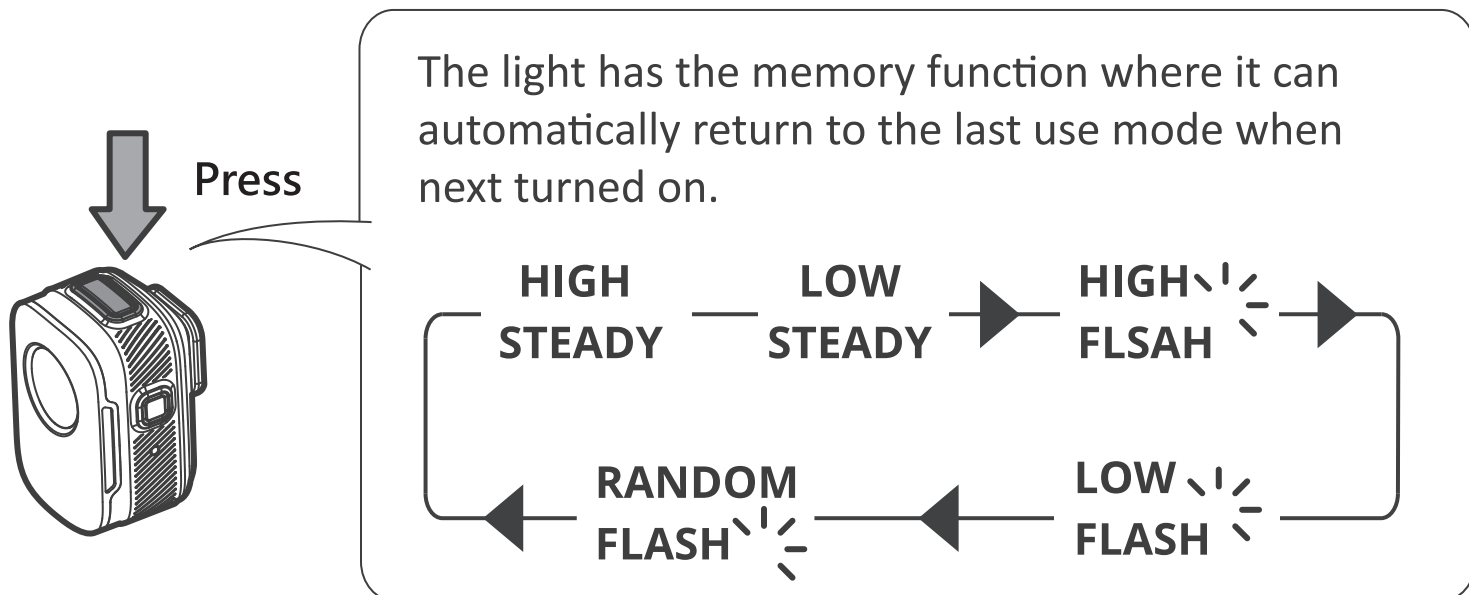 Press
The light has the memory function where it can
automatically return to the last use mode when
next turned on.
HIGH
STEADY
LOW
STEADY
HIGH
FLSAH
LOW
FLASH
RANDOM
FLASH